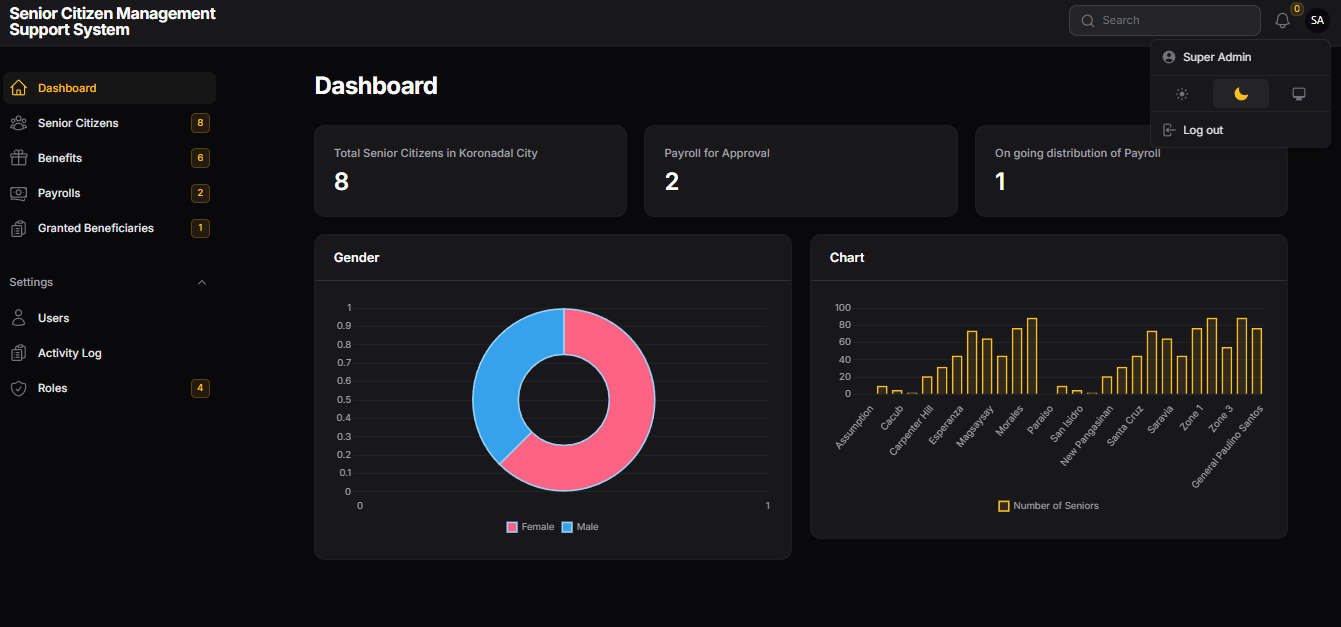 Senior Citizen Management
Support System
Search
0
SA
Super Admin
Log out
Dashboard
Senior Citizens 8
Benefits 6
Payrolls 2
Granted Beneficiaries 1
Settings
Users
Activity Log
Roles 4
Dashboard
Total Senior Citizens in Koronadal City
8
Payroll for Approval
2
On going distribution of Payroll
1
Gender
1
0.9
0.8
0.7
0.6
0.5
0.4
0.3
0.2
0.1
0
0 1
Female Male
Chart
100
80
60
40
20
0
Assumption
Cacub
Carpenter Hill
Esperanza
Magsaysay
Morales
Paraiso
San Isidro
New Pangasinan
Santa Cruz
Saravia
Zone 1
Zone 3
General Paulino Santos
Number of Seniors